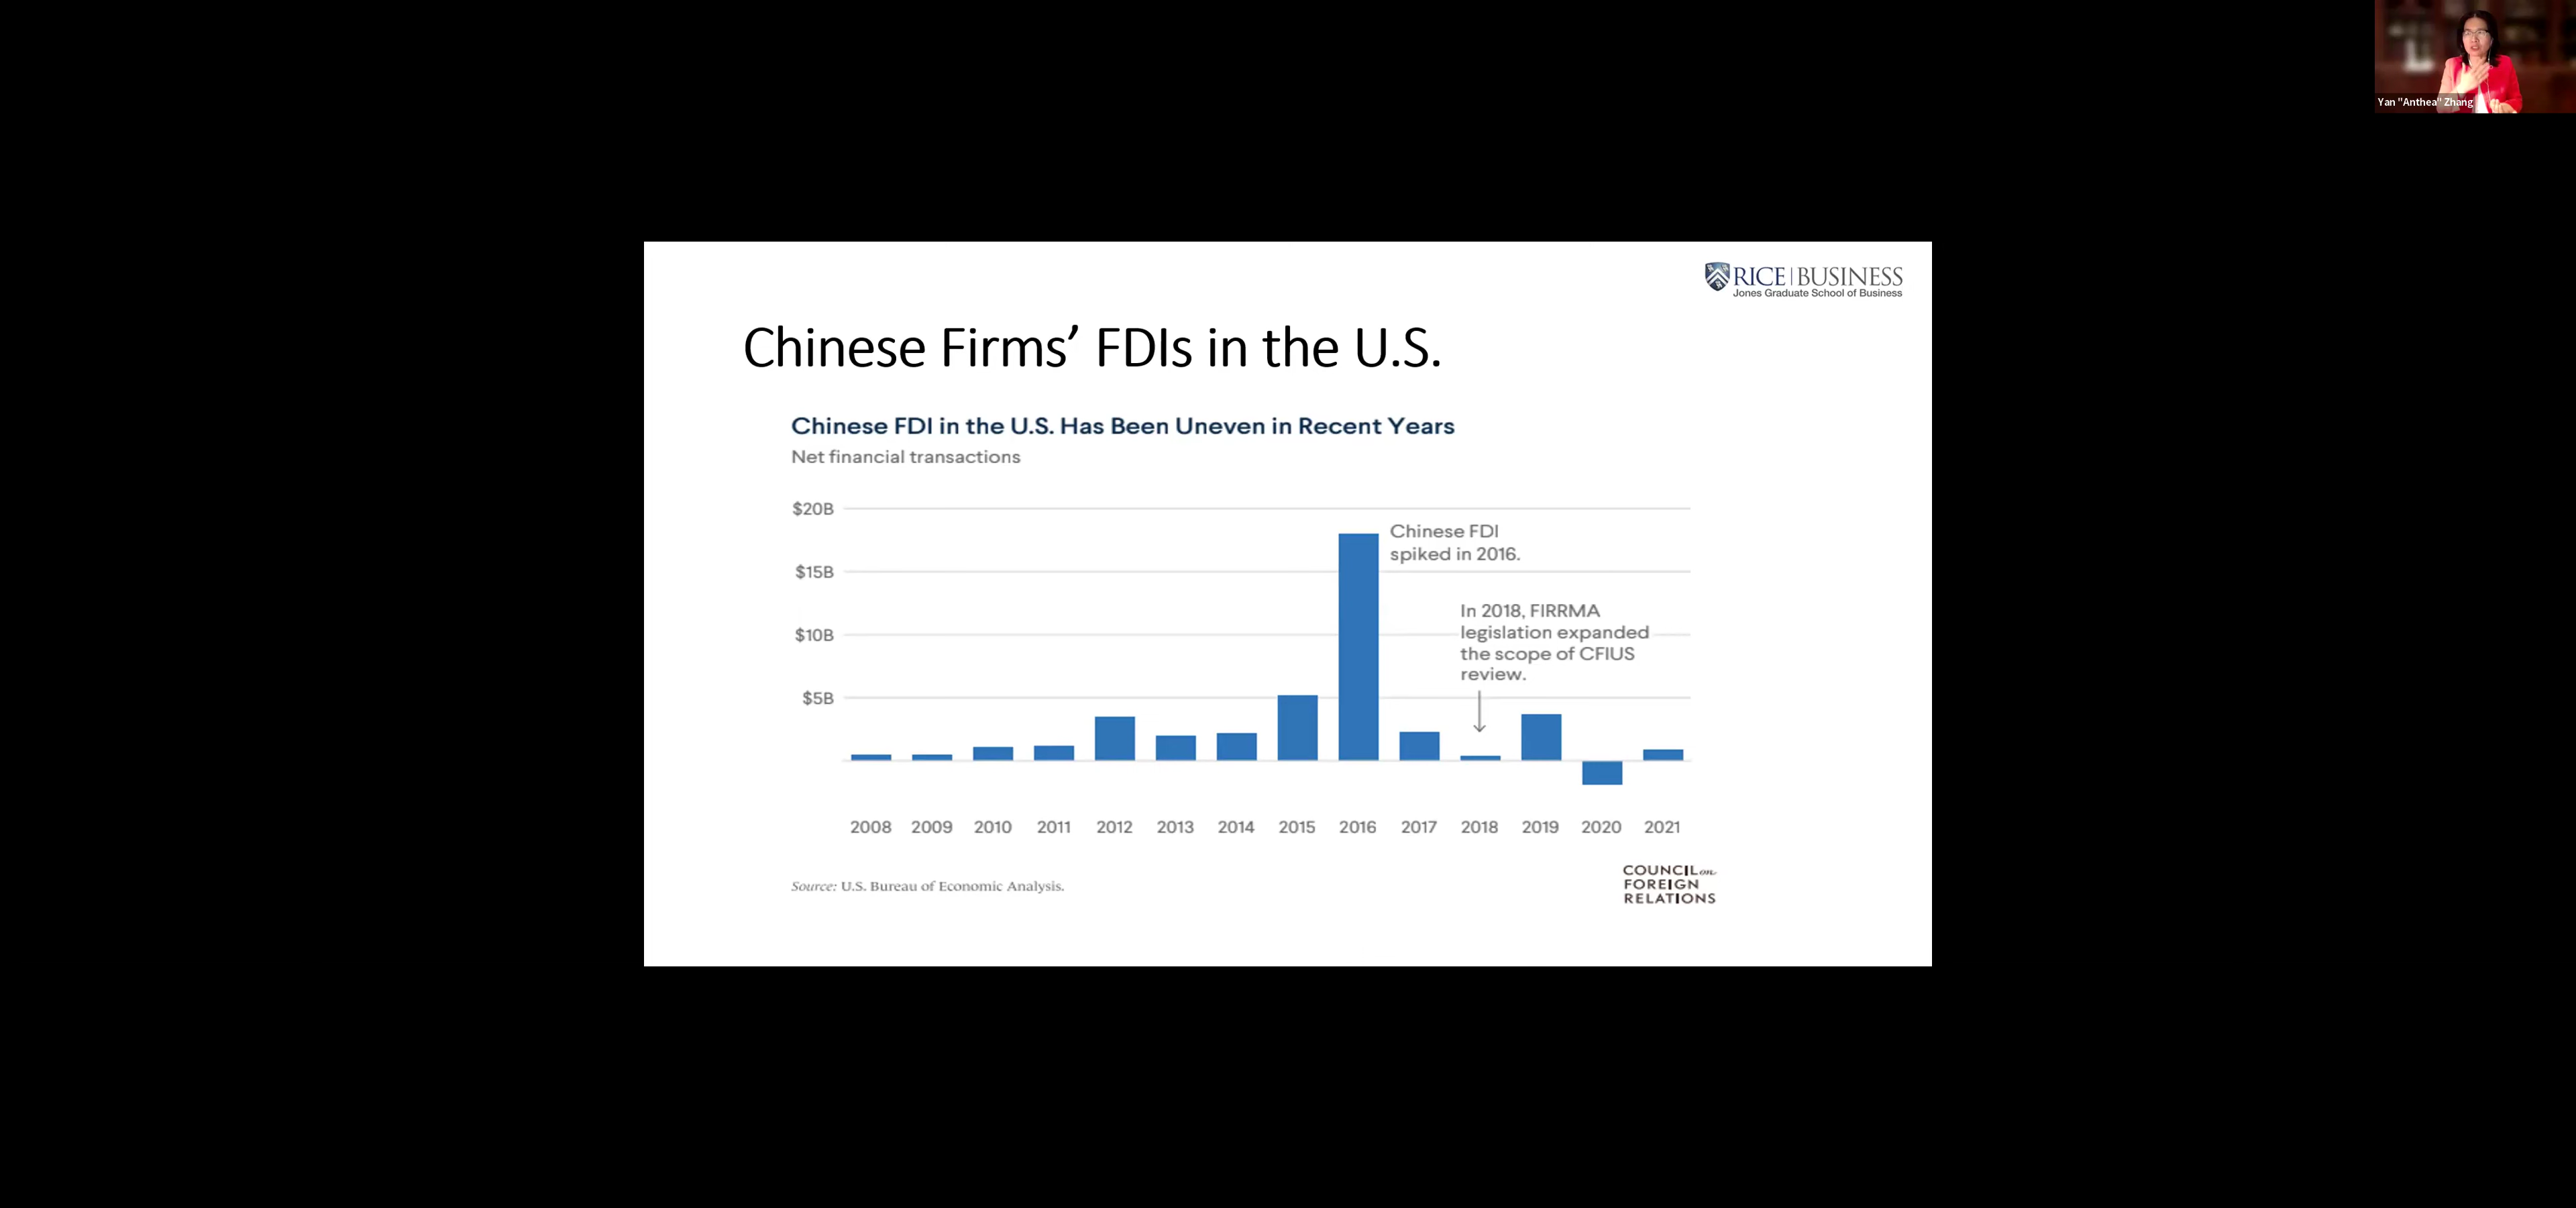 Yan "Anthea" Zhang
RICE | BUSINESS
Jones Graduate School of Business
Chinese Firms’ FDIs in the U.S.
Chinese FDI in the U.S. Has Been Uneven in Recent Years
Net financial transactions
$20B
Chinese FDI
spiked in 2016.
$15B
In 2018, FIRRMA
legislation expanded
the scope of CFIUS
review.
$10B
$5B
2008 2009 2010 2011 2012 2013 2014 2015 2016 2017 2018 2019 2020 2021
Source: U.S. Bureau of Economic Analysis.
COUNCIL on
FOREIGN
RELATIONS